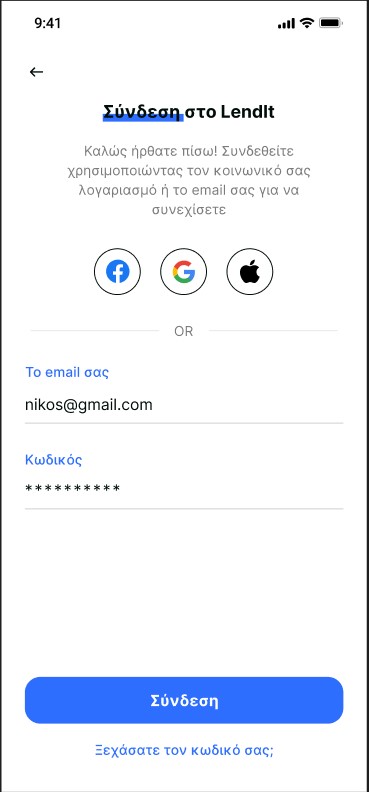 9:41
Σύνδεση στο LendIt
Καλώς ήρθατε πίσω! Συνδεθείτε
χρησιμοποιώντας τον κοινωνικό σας
λογαριασμό ή το email σας για να
συνεχίσετε
OR
Το email σας
nikos@gmail.com
Κωδικός
**********
Σύνδεση
Ξεχάσατε τον κωδικό σας;